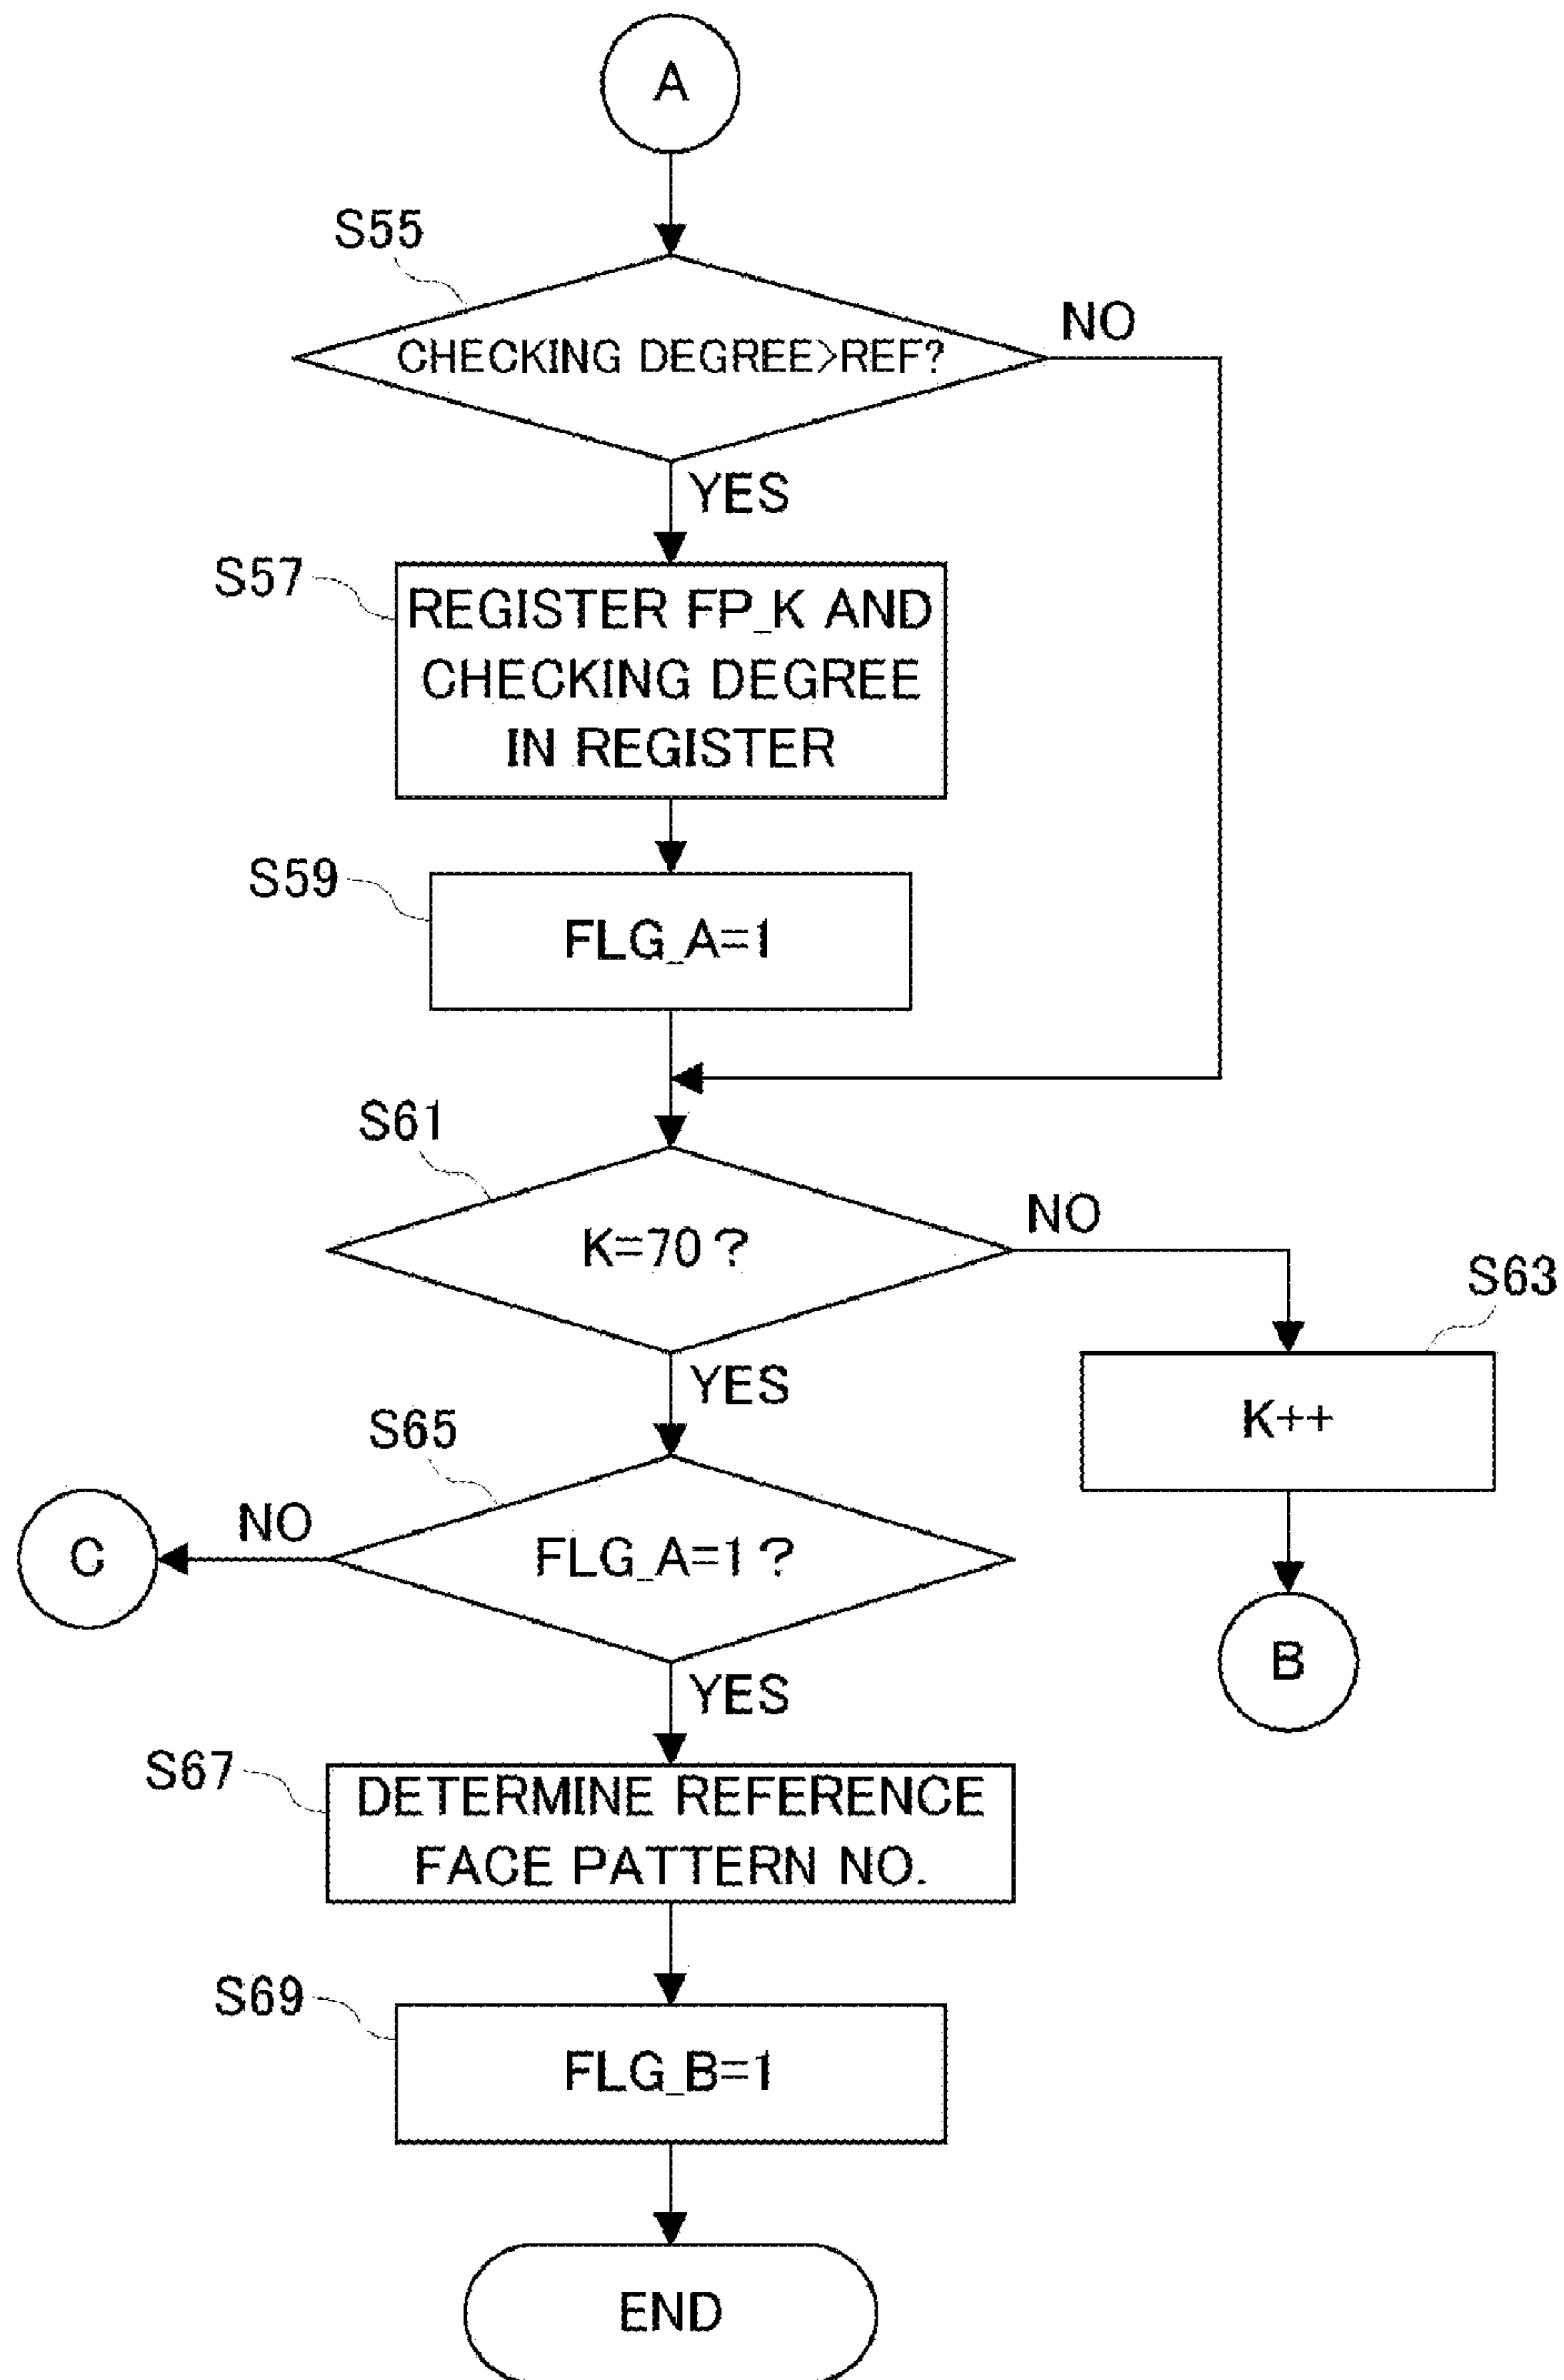 A
S55
CHECKING DEGREE>REF?
NO
YES
S57
REGISTER FP_K AND
CHECKING DEGREE
IN REGISTER
S59
FLG_A=1
S61
K=70?
NO
S63
YES
K++
S65
NO
C
FLG_A=1?
B
YES
S67
DETERMINE REFERENCE
FACE PATTERN NO.
S69
FLG_B=1
END